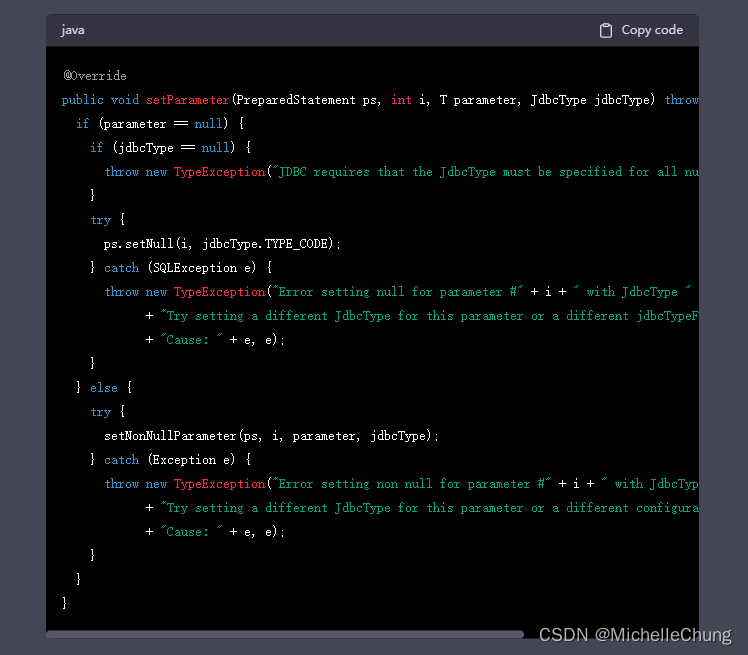 java
Copy code
@Override
public void setParameter(PreparedStatement ps, int i, T parameter, JdbcType jdbcType) throw
  if (parameter == null) {
    if (jdbcType == null) {
      throw new TypeException("JDBC requires that the JdbcType must be specified for all nu
    }
    try {
      ps.setNull(i, jdbcType.TYPE_CODE);
    } catch (SQLException e) {
      throw new TypeException("Error setting null for parameter #" + i + " with JdbcType "
            + "Try setting a different JdbcType for this parameter or a different jdbcTypeF
            + "Cause: " + e, e);
    }
  } else {
    try {
      setNonNullParameter(ps, i, parameter, jdbcType);
    } catch (Exception e) {
      throw new TypeException("Error setting non null for parameter #" + i + " with JdbcTyp
            + "Try setting a different JdbcType for this parameter or a different configura
            + "Cause: " + e, e);
    }
  }
}
CSDN @MichelleChung